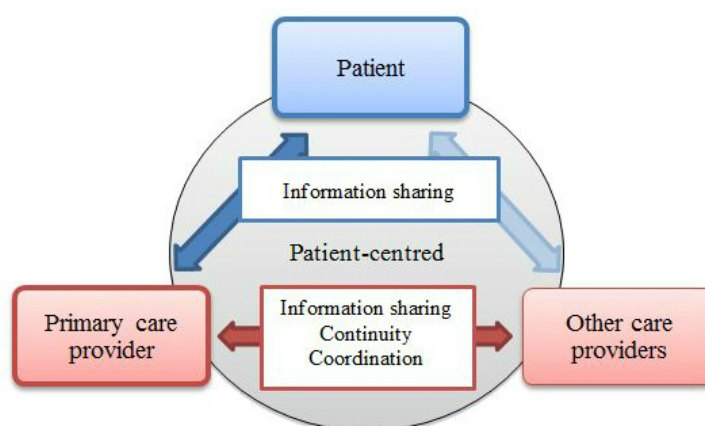 Patient
Information sharing
Patient-centred
Primary care
provider
Information sharing
Continuity
Coordination
Other care
providers